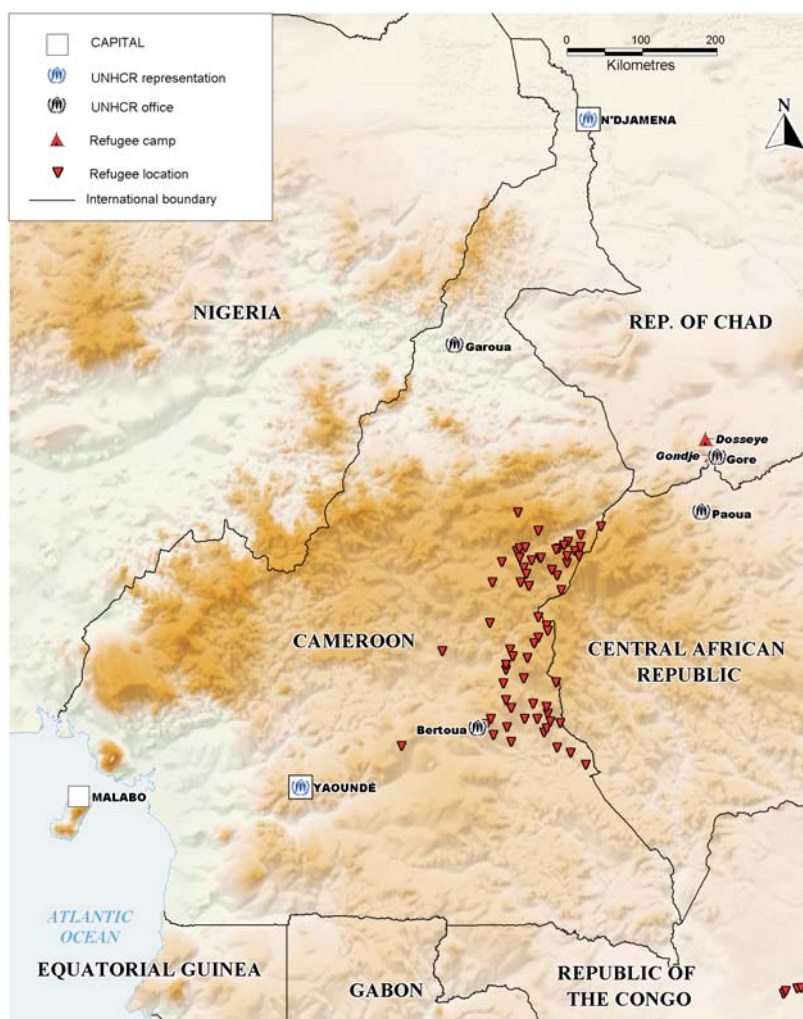 CAPITAL
UNHCR representation
UNHCR office
Refugee camp
Refugee location
International boundary
0 100 200
Kilometres
N
N'DJAMENA
NIGERIA
REP. OF CHAD
Garoua
Dosseye
Gondje
Gore
Paoua
CAMEROON
CENTRAL AFRICAN
REPUBLIC
Bertoua
YAOUNDÉ
MALABO
ATLANTIC
OCEAN
EQUATORIAL GUINEA
GABON
REPUBLIC OF
THE CONGO